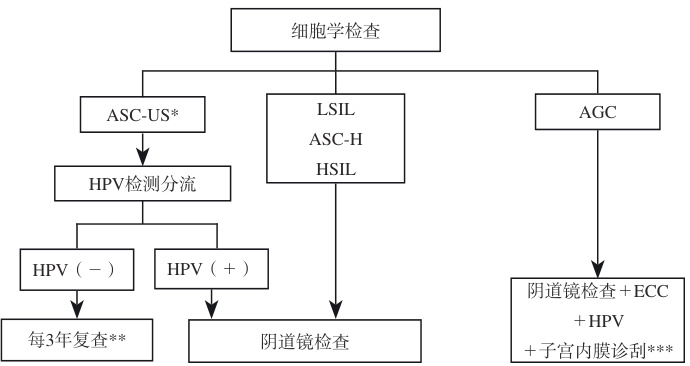 细胞学检查
ASC-US*
LSIL
ASC-H
HSIL
AGC
HPV检测分流
HPV（－）
HPV（＋）
每3年复查**
阴道镜检查
阴道镜检查＋ECC
＋HPV
＋子宫内膜诊刮***